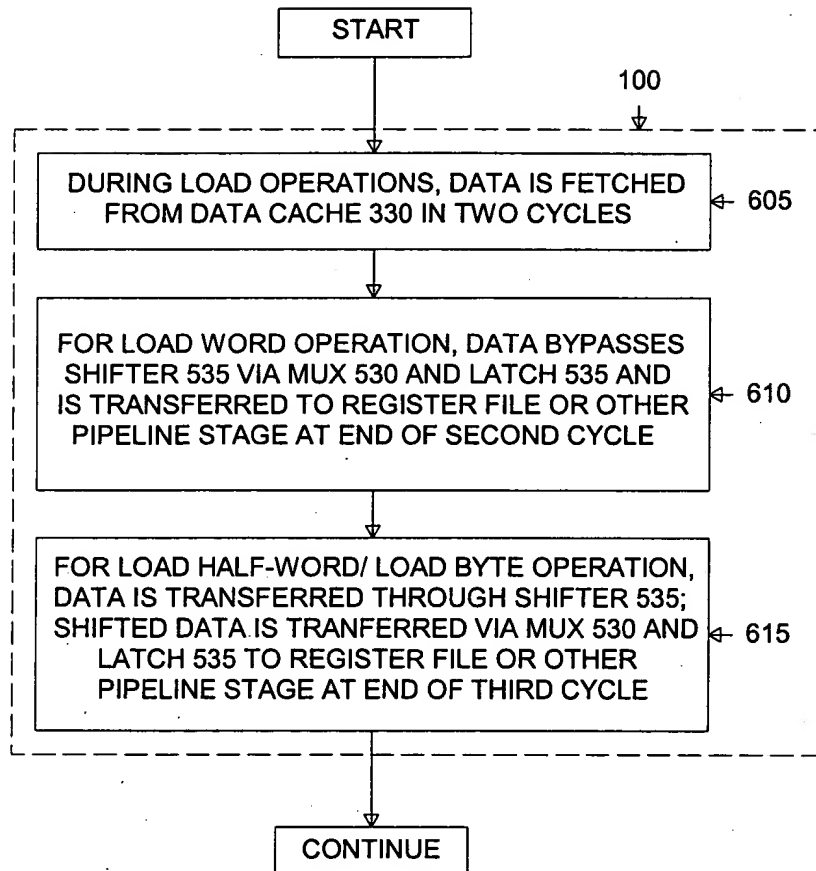 START
100
DURING LOAD OPERATIONS, DATA IS FETCHED
FROM DATA CACHE 330 IN TWO CYCLES
605
FOR LOAD WORD OPERATION, DATA BYPASSES
SHIFTER 535 VIA MUX 530 AND LATCH 535 AND
IS TRANSFERRED TO REGISTER FILE OR OTHER
PIPELINE STAGE AT END OF SECOND CYCLE
610
FOR LOAD HALF-WORD/ LOAD BYTE OPERATION,
DATA IS TRANSFERRED THROUGH SHIFTER 535;
SHIFTED DATA IS TRANFERRED VIA MUX 530 AND
LATCH 535 TO REGISTER FILE OR OTHER
PIPELINE STAGE AT END OF THIRD CYCLE
615
CONTINUE